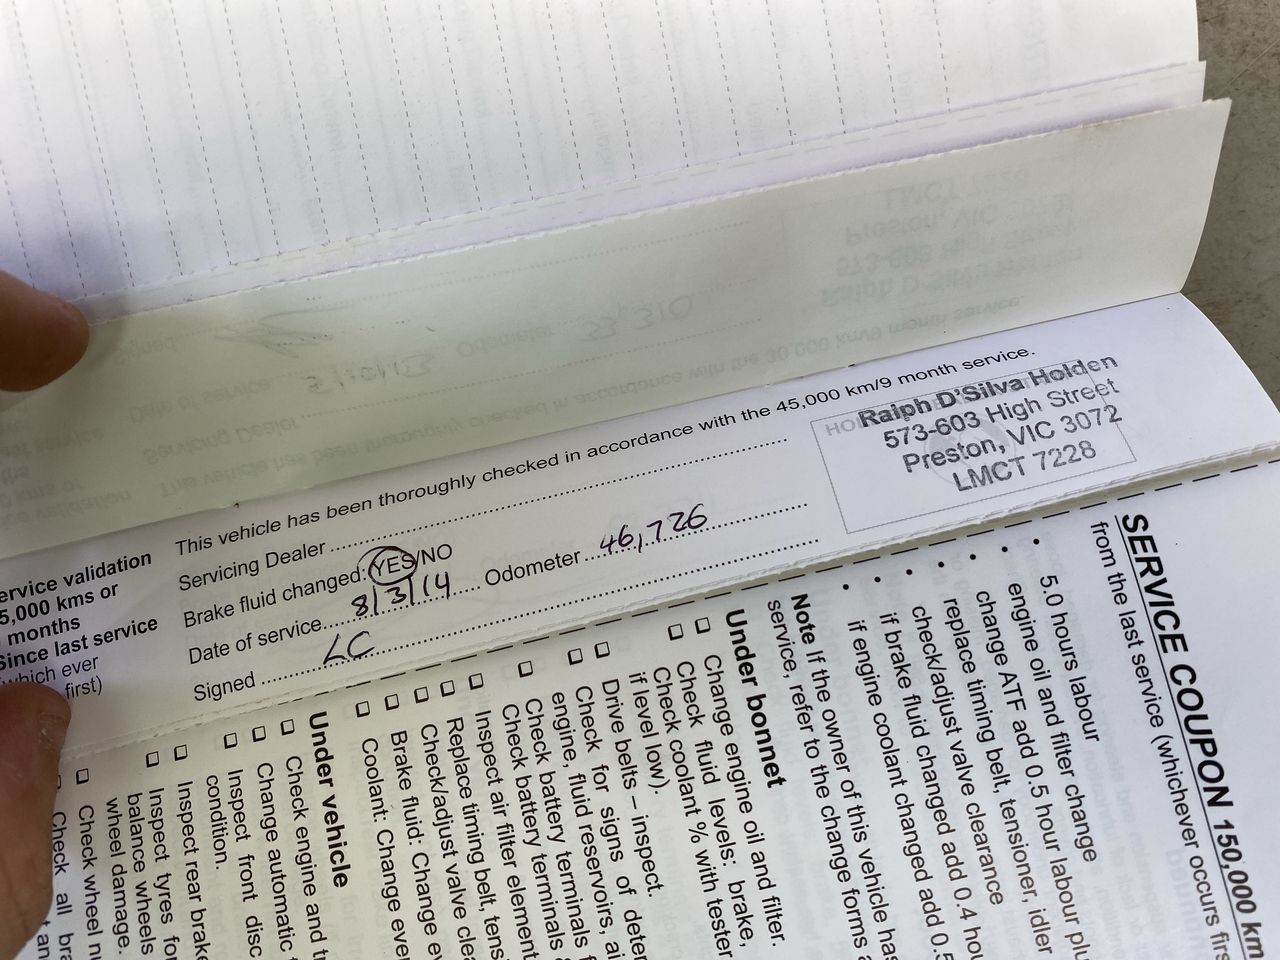 ervice validation
5,000 kms or
months
Since last service
which ever
first)
This vehicle has been thoroughly checked in accordance with the 45,000 km/9 month service.
Servicing Dealer
Brake fluid changed: YES/NO
Date of service 8/3/14 Odometer 46,726
Signed LC
Ralph D'Silva Holden
573-603 High Street
Preston, VIC 3072
LMCT 7228
SERVICE COUPON 150,000 km
from the last service (whichever occurs firs
• 5.0 hours labour
• engine oil and filter change
• change ATF add 0.5 hour labour plu
• replace timing belt, tensioner, idler
• check/adjust valve clearance
• if brake fluid changed add 0.4 hou
• if engine coolant changed add 0.5
Note If the owner of this vehicle has
service, refer to the change forms a
Under bonnet
☐ Change engine oil and filter.
☐ Check fluid levels: brake,
Check coolant % with tester
if level low).
☐ Drive belts – inspect.
☐ Check for signs of deter
engine, fluid reservoirs, ai
☐ Check battery terminals f
Check battery terminals
☐ Inspect air filter element
☐ Replace timing belt, tens
☐ Check/adjust valve clea
☐ Brake fluid: Change ev
☐ Coolant: Change ever
Under vehicle
☐ Check engine and t
☐ Change automatic
☐ Inspect front disc
condition.
☐ Inspect rear brake
☐ Inspect tyres for
balance wheels
wheel damage.
☐ Check wheel nu
☐ Check all bra